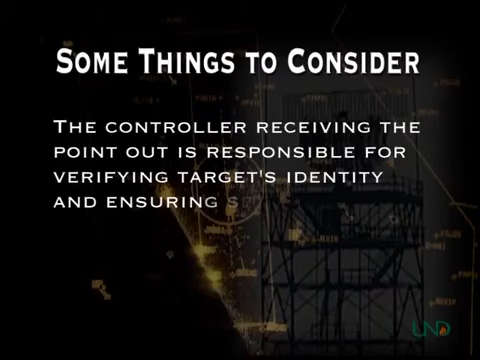 SOME THINGS TO CONSIDER
THE CONTROLLER RECEIVING THE
POINT OUT IS RESPONSIBLE FOR
VERIFYING TARGET'S IDENTITY
AND ENSURING
UND